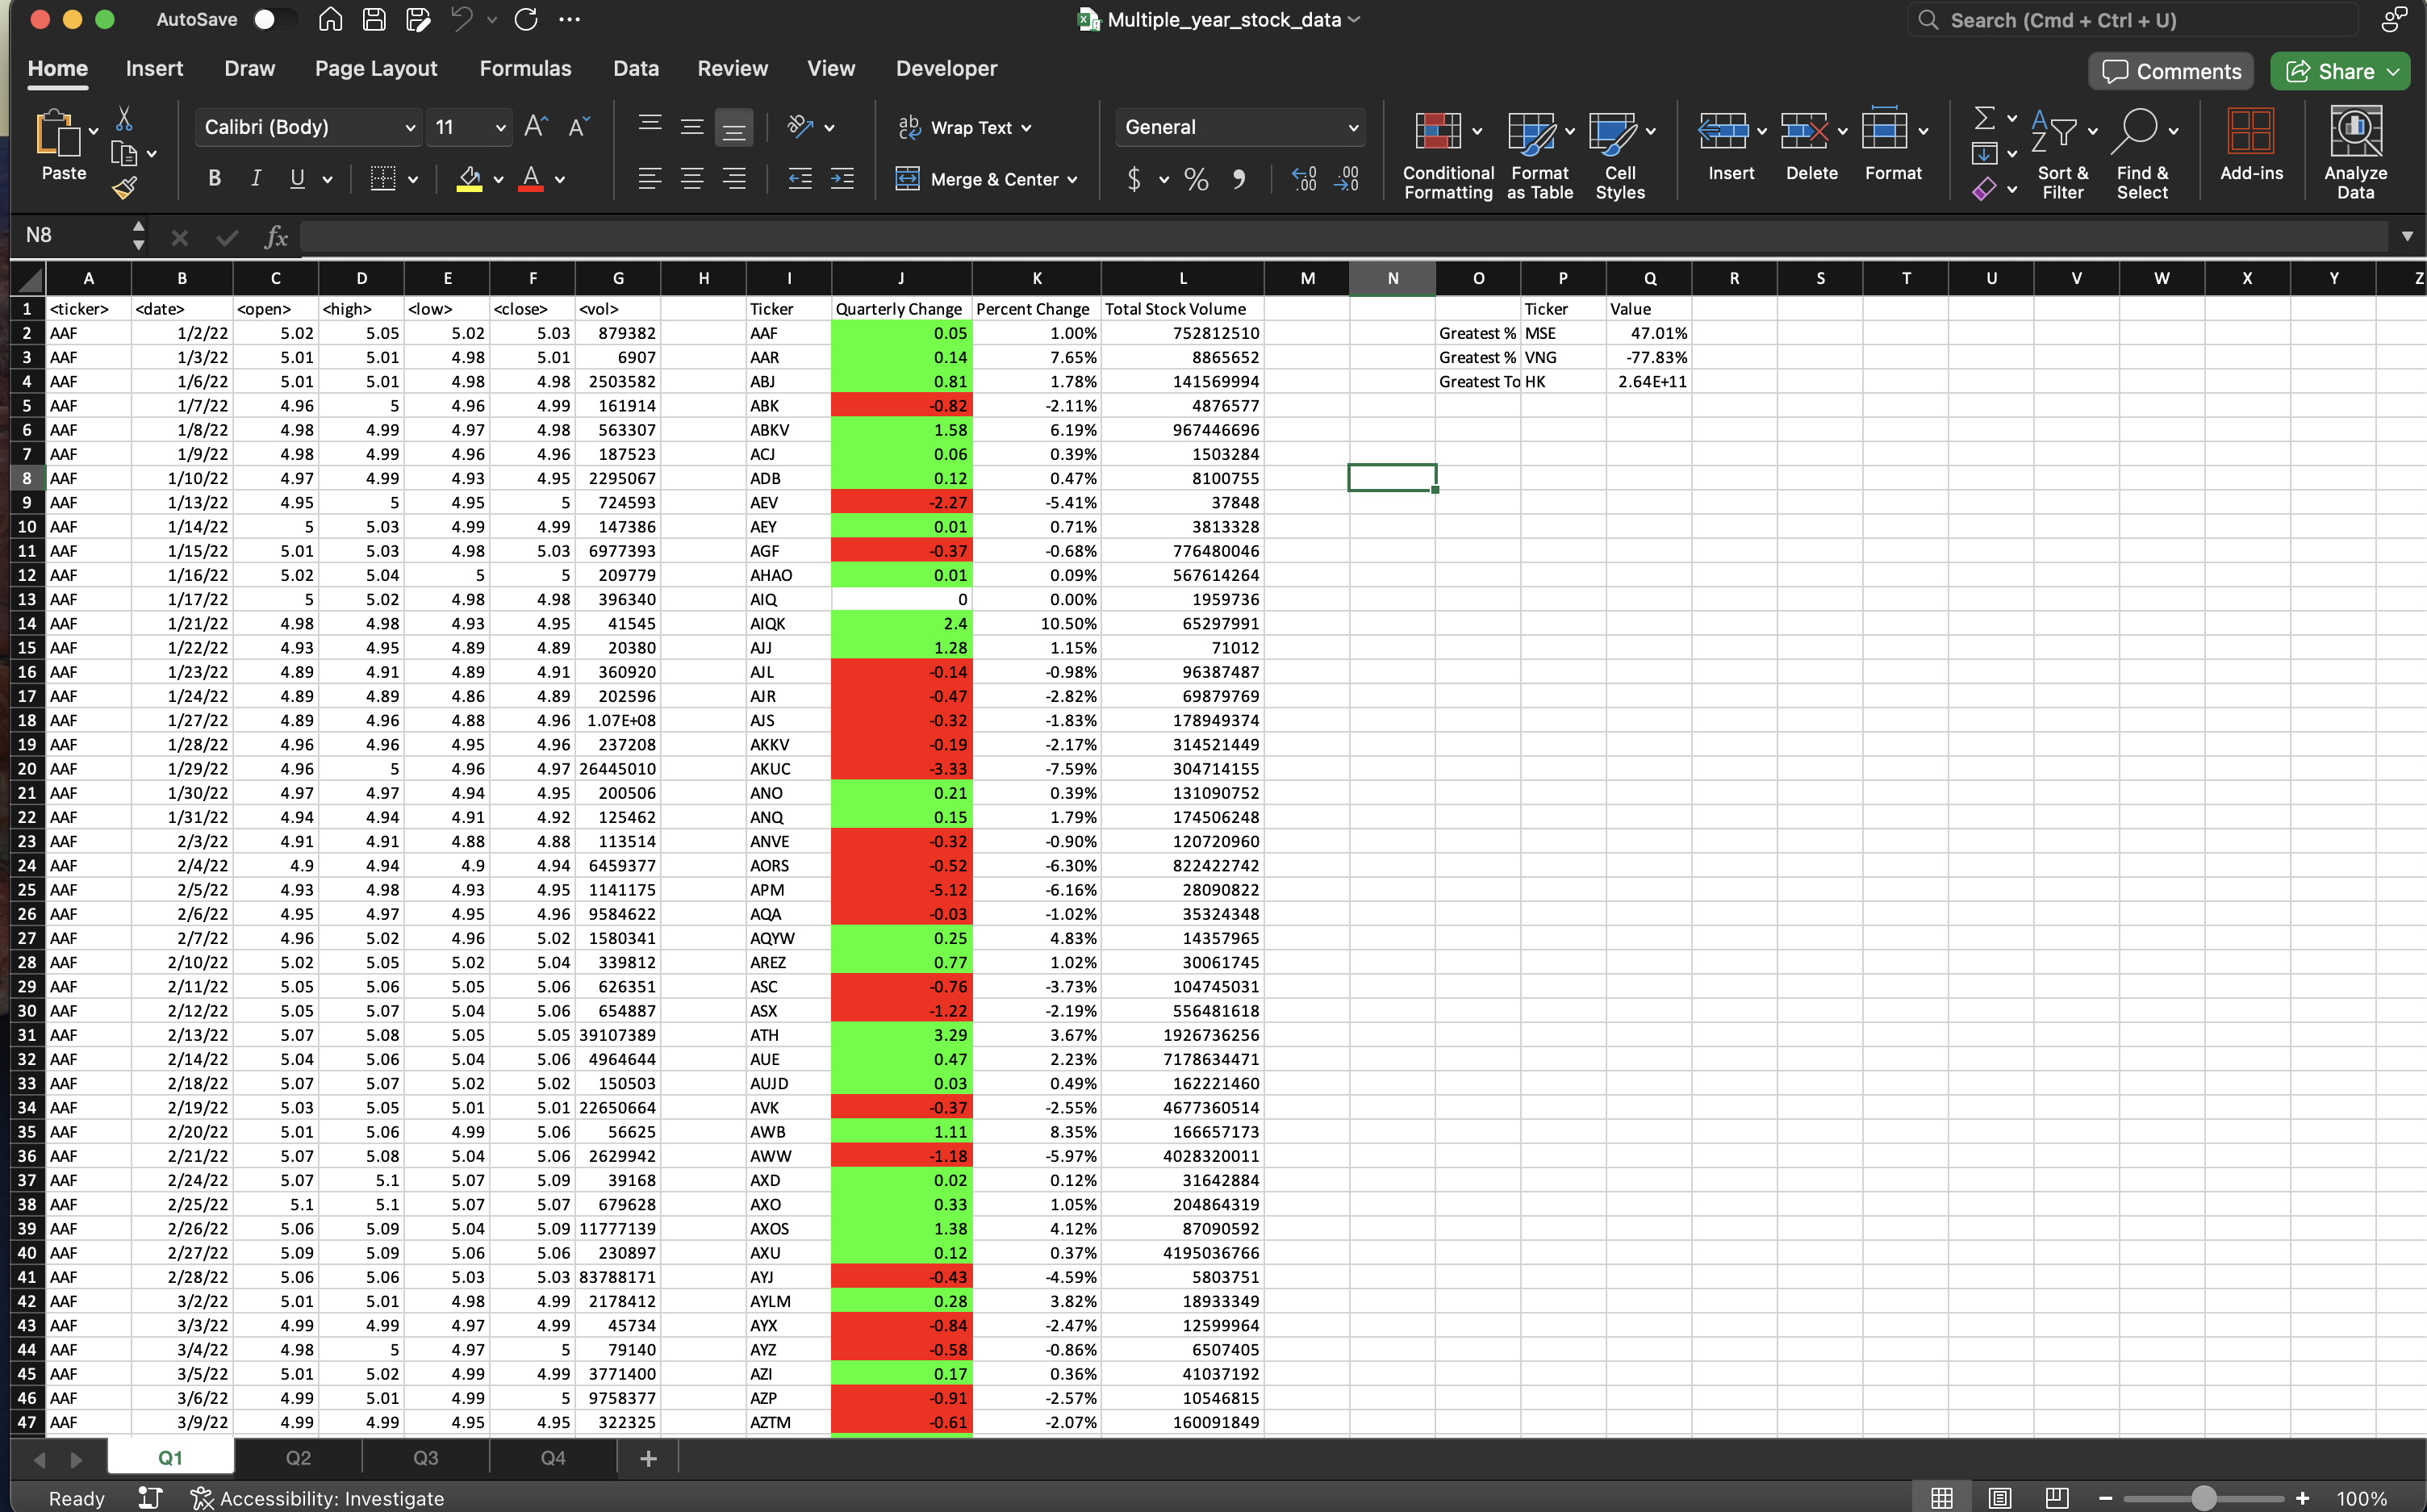 AutoSave Multiple_year_stock_data Search (Cmd + Ctrl + U)
Home Insert Draw Page Layout Formulas Data Review View Developer Comments Share
Paste Calibri (Body) 11 Wrap Text General Conditional Formatting Format as Table Cell Styles Insert Delete Format Sort & Filter Find & Select Add-ins Analyze Data
B I U A Merge & Center $ % 9
N8 fx
A B C D E F G H I J K L M N O P Q R S T U V W X Y Z
1 <ticker> <date> <open> <high> <low> <close> <vol> Ticker Quarterly Change Percent Change Total Stock Volume Ticker Value
2 AAF 1/2/22 5.02 5.05 5.02 5.03 879382 AAF 0.05 1.00% 752812510 Greatest % MSE 47.01%
3 AAF 1/3/22 5.01 5.01 4.98 5.01 6907 AAR 0.14 7.65% 8865652 Greatest % VNG -77.83%
4 AAF 1/6/22 5.01 5.01 4.98 4.98 2503582 ABJ 0.81 1.78% 141569994 Greatest To HK 2.64E+11
5 AAF 1/7/22 4.96 5 4.96 4.99 161914 ABK -0.82 -2.11% 4876577
6 AAF 1/8/22 4.98 4.99 4.97 4.98 563307 ABKV 1.58 6.19% 967446696
7 AAF 1/9/22 4.98 4.99 4.96 4.96 187523 ACJ 0.06 0.39% 1503284
8 AAF 1/10/22 4.97 4.99 4.93 4.95 2295067 ADB 0.12 0.47% 8100755
9 AAF 1/13/22 4.95 5 4.95 5 724593 AEV -2.27 -5.41% 37848
10 AAF 1/14/22 5 5.03 4.99 4.99 147386 AEY 0.01 0.71% 3813328
11 AAF 1/15/22 5.01 5.03 4.98 5.03 6977393 AGF -0.37 -0.68% 776480046
12 AAF 1/16/22 5.02 5.04 5 5 209779 AHAO 0.01 0.09% 567614264
13 AAF 1/17/22 5 5.02 4.98 4.98 396340 AIQ 0 0.00% 1959736
14 AAF 1/21/22 4.98 4.98 4.93 4.95 41545 AIQK 2.4 10.50% 65297991
15 AAF 1/22/22 4.93 4.95 4.89 4.89 20380 AJJ 1.28 1.15% 71012
16 AAF 1/23/22 4.89 4.91 4.89 4.91 360920 AJL -0.14 -0.98% 96387487
17 AAF 1/24/22 4.89 4.89 4.86 4.89 202596 AJR -0.47 -2.82% 69879769
18 AAF 1/27/22 4.89 4.96 4.88 4.96 1.07E+08 AJS -0.32 -1.83% 178949374
19 AAF 1/28/22 4.96 4.96 4.95 4.96 237208 AKKV -0.19 -2.17% 314521449
20 AAF 1/29/22 4.96 5 4.96 4.97 26445010 AKUC -3.33 -7.59% 304714155
21 AAF 1/30/22 4.97 4.97 4.94 4.95 200506 ANO 0.21 0.39% 131090752
22 AAF 1/31/22 4.94 4.94 4.91 4.92 125462 ANQ 0.15 1.79% 174506248
23 AAF 2/3/22 4.91 4.91 4.88 4.88 113514 ANVE -0.32 -0.90% 120720960
24 AAF 2/4/22 4.9 4.94 4.9 4.94 6459377 AORS -0.52 -6.30% 822422742
25 AAF 2/5/22 4.93 4.98 4.93 4.95 1141175 APM -5.12 -6.16% 28090822
26 AAF 2/6/22 4.95 4.97 4.95 4.96 9584622 AQA -0.03 -1.02% 35324348
27 AAF 2/7/22 4.96 5.02 4.96 5.02 1580341 AQYW 0.25 4.83% 14357965
28 AAF 2/10/22 5.02 5.05 5.02 5.04 339812 AREZ 0.77 1.02% 30061745
29 AAF 2/11/22 5.05 5.06 5.05 5.06 626351 ASC -0.76 -3.73% 104745031
30 AAF 2/12/22 5.05 5.07 5.04 5.06 654887 ASX -1.22 -2.19% 556481618
31 AAF 2/13/22 5.07 5.08 5.05 5.05 39107389 ATH 3.29 3.67% 1926736256
32 AAF 2/14/22 5.04 5.06 5.04 5.06 4964644 AUE 0.47 2.23% 7178634471
33 AAF 2/18/22 5.07 5.07 5.02 5.02 150503 AUJD 0.03 0.49% 162221460
34 AAF 2/19/22 5.03 5.05 5.01 5.01 22650664 AVK -0.37 -2.55% 4677360514
35 AAF 2/20/22 5.01 5.06 4.99 5.06 56625 AWB 1.11 8.35% 166657173
36 AAF 2/21/22 5.07 5.08 5.04 5.06 2629942 AWW -1.18 -5.97% 4028320011
37 AAF 2/24/22 5.07 5.1 5.07 5.09 39168 AXD 0.02 0.12% 31642884
38 AAF 2/25/22 5.1 5.1 5.07 5.07 679628 AXO 0.33 1.05% 204864319
39 AAF 2/26/22 5.06 5.09 5.04 5.09 11777139 AXOS 1.38 4.12% 87090592
40 AAF 2/27/22 5.09 5.09 5.06 5.06 230897 AXU 0.12 0.37% 4195036766
41 AAF 2/28/22 5.06 5.06 5.03 5.03 83788171 AYJ -0.43 -4.59% 5803751
42 AAF 3/2/22 5.01 5.01 4.98 4.99 2178412 AYLM 0.28 3.82% 18933349
43 AAF 3/3/22 4.99 4.99 4.97 4.99 45734 AYX -0.84 -2.47% 12599964
44 AAF 3/4/22 4.98 5 4.97 5 79140 AYZ -0.58 -0.86% 6507405
45 AAF 3/5/22 5.01 5.02 4.99 4.99 3771400 AZI 0.17 0.36% 41037192
46 AAF 3/6/22 4.99 5.01 4.99 5 9758377 AZP -0.91 -2.57% 10546815
47 AAF 3/9/22 4.99 4.99 4.95 4.95 322325 AZTM -0.61 -2.07% 160091849
Q1 Q2 Q3 Q4 +
Ready Accessibility: Investigate 100%